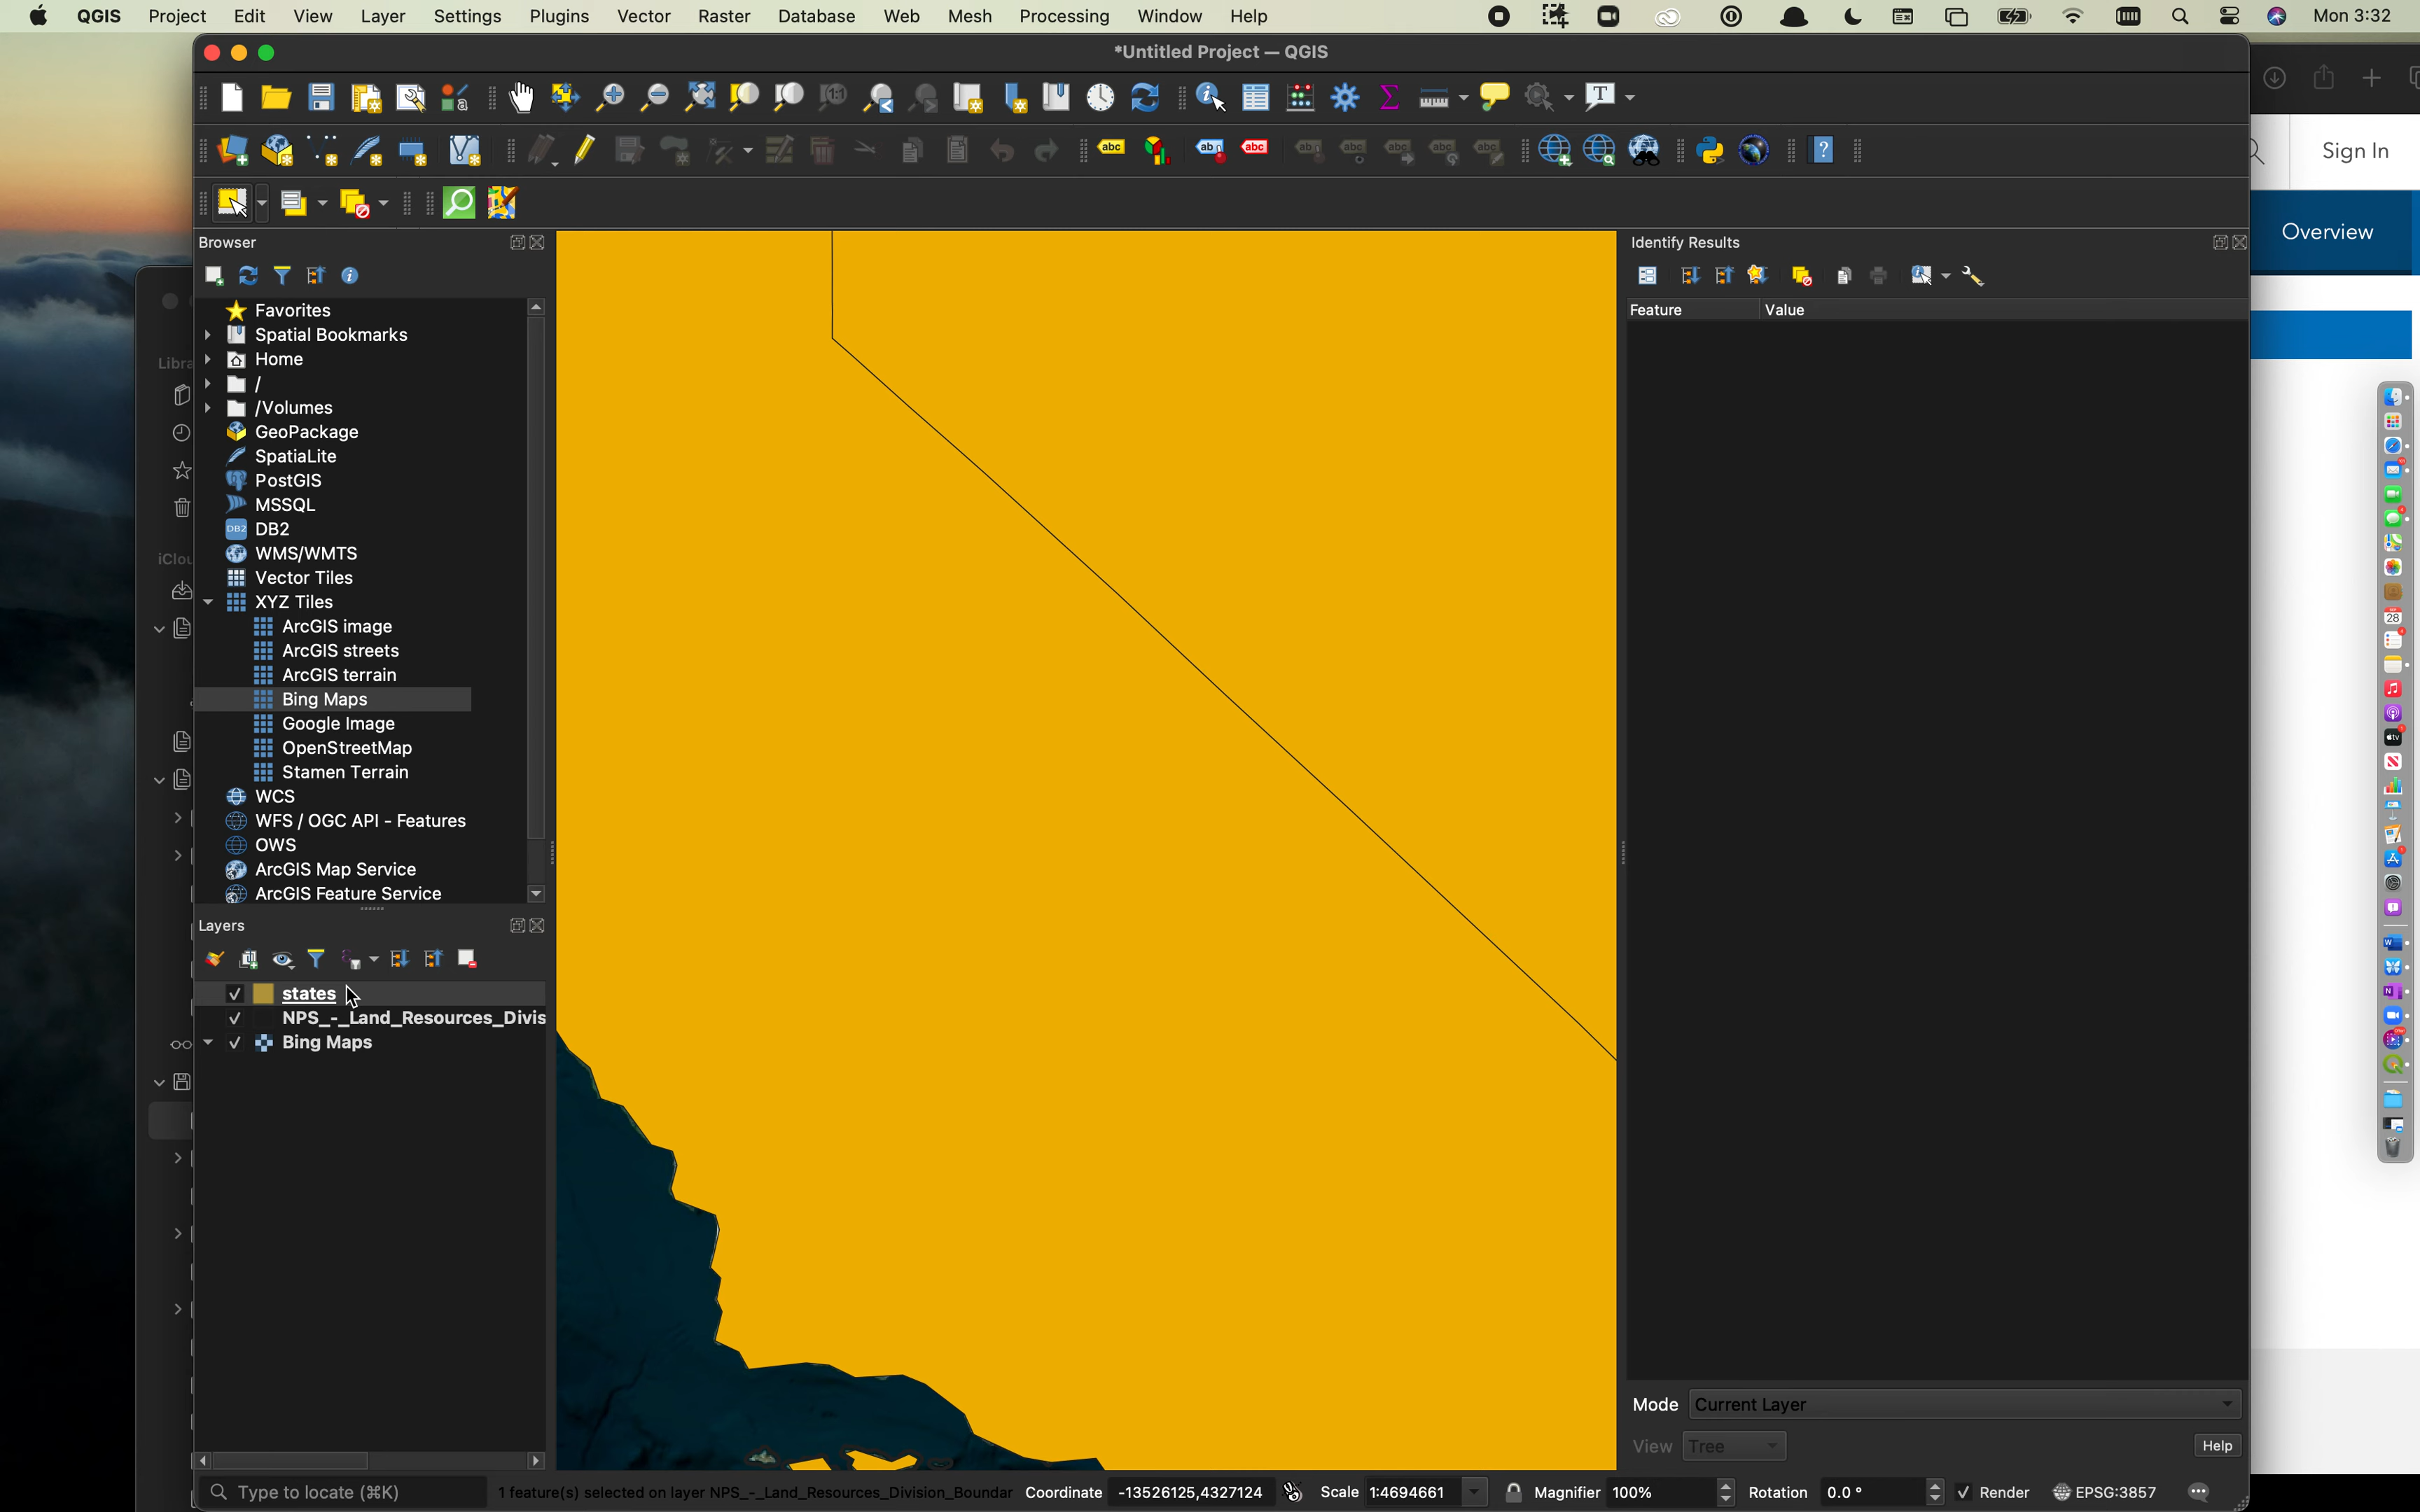 QGIS Project Edit View Layer Settings Plugins Vector Raster Database Web Mesh Processing Window Help Mon 3:32
*Untitled Project — QGIS
Sign In
Overview
Browser
Favorites
Spatial Bookmarks
Home
/
/Volumes
GeoPackage
SpatiaLite
PostGIS
MSSQL
DB2
WMS/WMTS
Vector Tiles
XYZ Tiles
ArcGIS image
ArcGIS streets
ArcGIS terrain
Bing Maps
Google Image
OpenStreetMap
Stamen Terrain
WCS
WFS / OGC API - Features
OWS
ArcGIS Map Service
ArcGIS Feature Service
Layers
states
NPS_-_Land_Resources_Divis
Bing Maps
Identify Results
Feature Value
Mode Current Layer
View Tree Help
Type to locate (⌘K) 1 feature(s) selected on layer NPS_-_Land_Resources_Division_Boundar Coordinate -13526125,4327124 Scale 1:4694661 Magnifier 100% Rotation 0.0 ° Render EPSG:3857